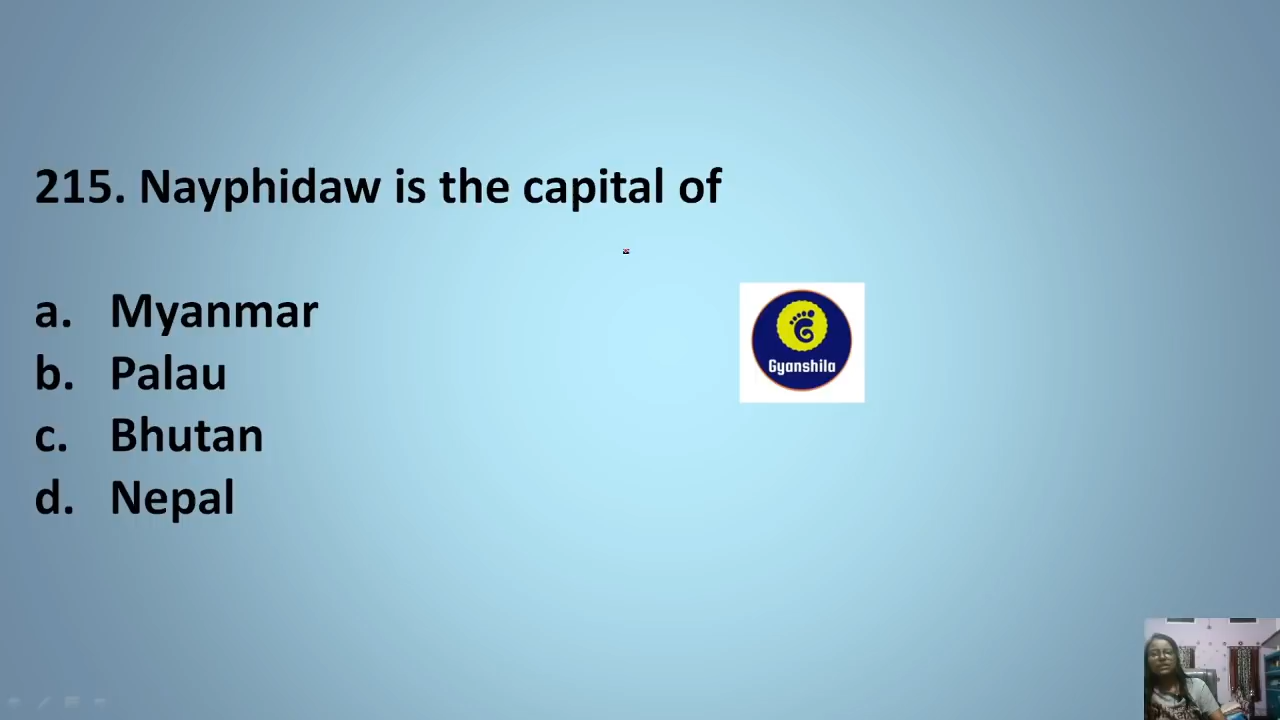 215. Nayphidaw is the capital of
a. Myanmar
b. Palau
c. Bhutan
d. Nepal
Gyanshila